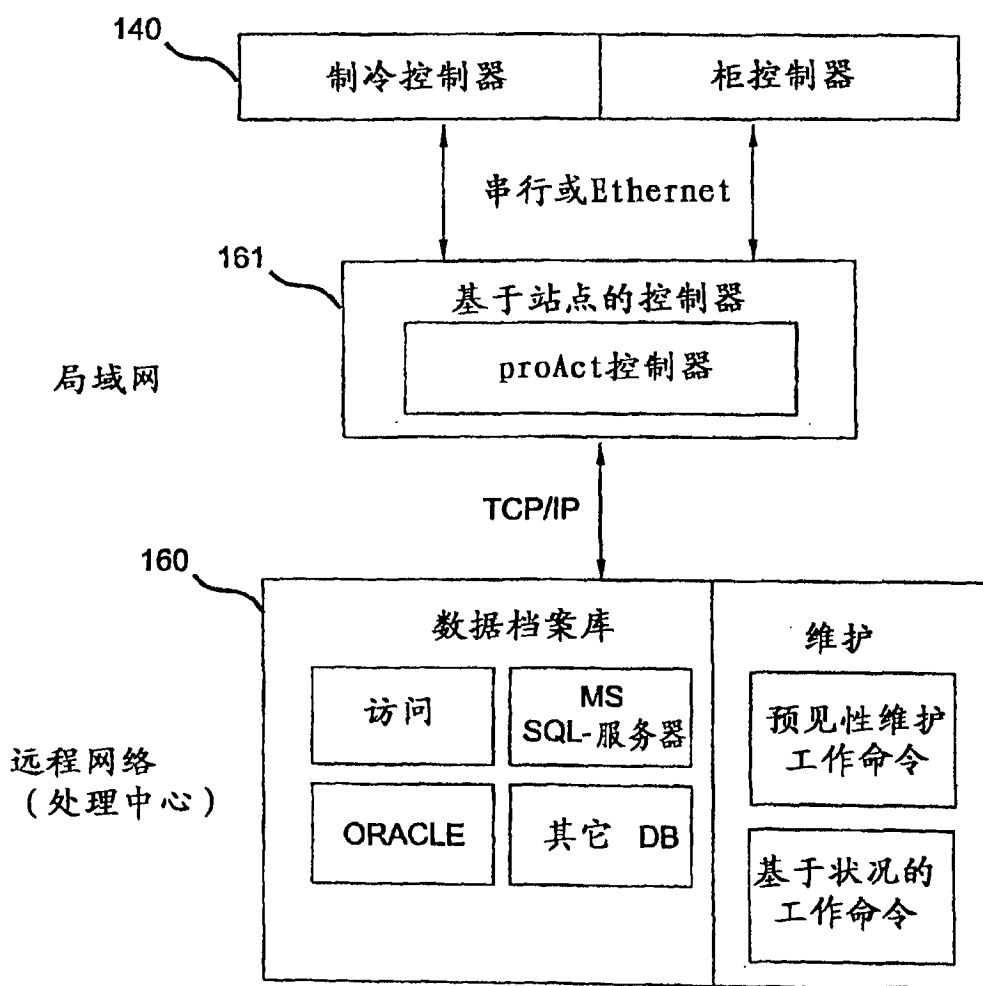 140
制冷控制器
柜控制器
串行或Ethernet
161
基于站点的控制器
proAct控制器
局域网
TCP/IP
160
数据档案库
维护
访问
MS
SQL-服务器
预见性维护
工作命令
远程网络
(处理中心)
ORACLE
其它 DB
基于状况的
工作命令